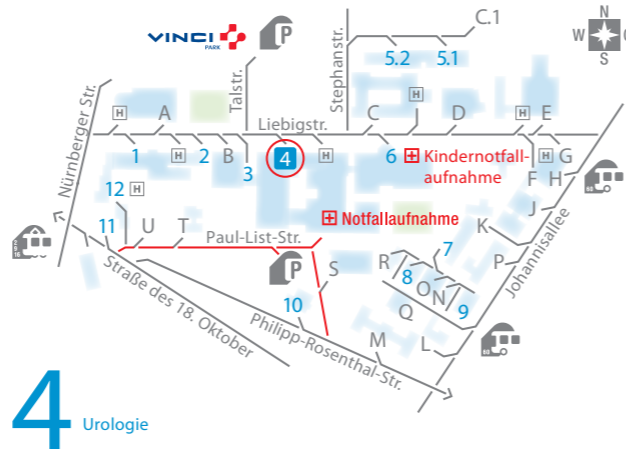 C.1
N
W
S
VINCI
PARK
P
5.2
5.1
Talstr.
Stephanstr.
Nürnberger Str.
H
A
Liebigstr.
C
H
D
H
E
1
H
2
B
3
4
H
6
Kindernotfall-
aufnahme
H
G
F
H
12
H
Notfallaufnahme
J
11
U
T
Paul-List-Str.
K
7
Johannisallee
P
S
R
8
O
N
P
10
Q
9
Straße des 18. Oktober
Philipp-Rosenthal-Str.
M
L
4
Urologie